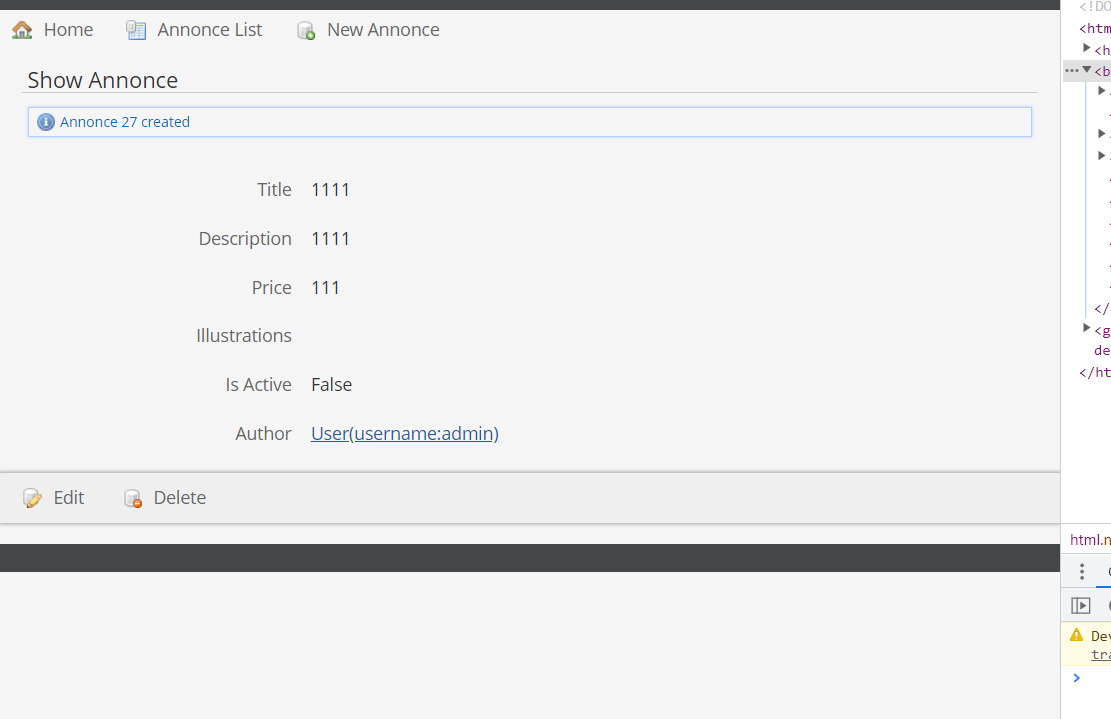 Home Annonce List New Annonce
Show Annonce
Annonce 27 created
Title 1111
Description 1111
Price 111
Illustrations
Is Active False
Author User(username:admin)
Edit Delete
<!DO
<htm
<h
<b
</
<g
de
</ht
html.n
Dev
tra